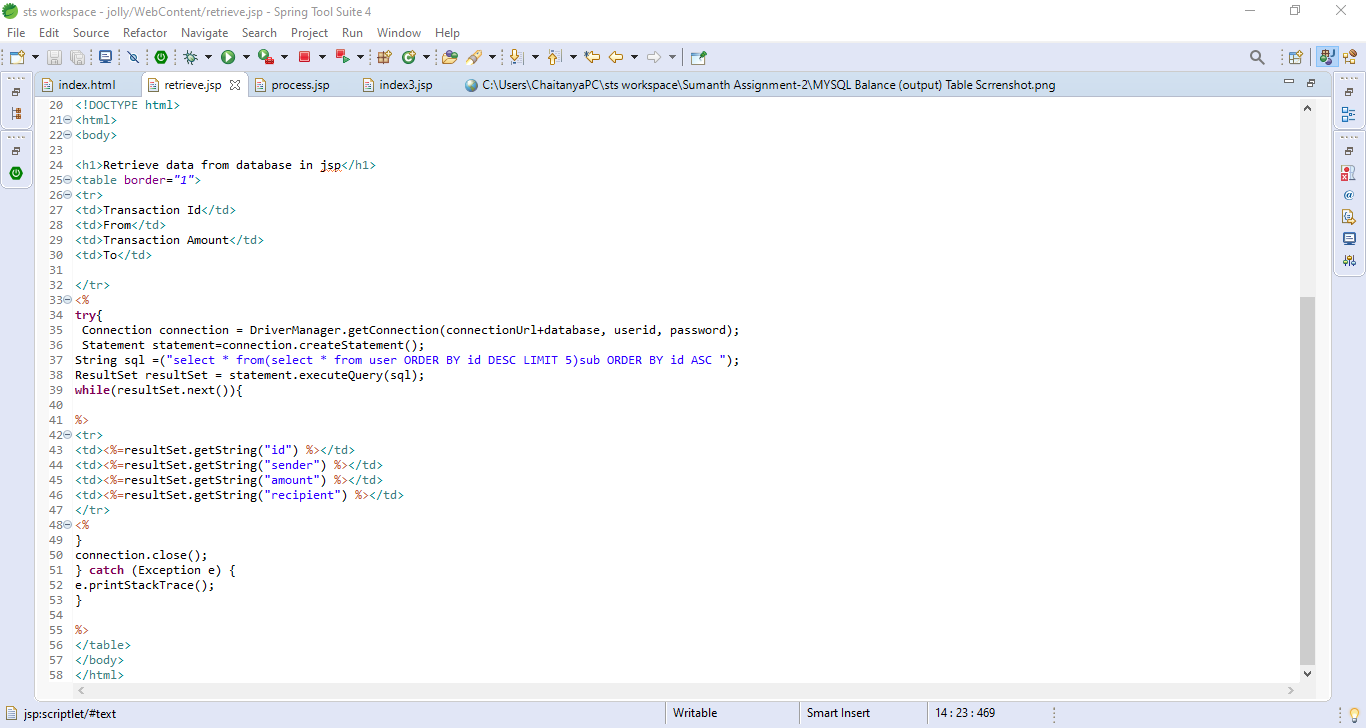 sts workspace - jolly/WebContent/retrieve.jsp - Spring Tool Suite 4
File Edit Source Refactor Navigate Search Project Run Window Help
index.html retrieve.jsp process.jsp index3.jsp C:\Users\ChaitanyaPC\sts workspace\Sumanth Assignment-2\MYSQL Balance (output) Table Scrrenshot.png
20 <!DOCTYPE html>
21 <html>
22 <body>
23
24 <h1>Retrieve data from database in jsp</h1>
25 <table border="1">
26 <tr>
27 <td>Transaction Id</td>
28 <td>From</td>
29 <td>Transaction Amount</td>
30 <td>To</td>
31
32 </tr>
33 <%
34 try{
35  Connection connection = DriverManager.getConnection(connectionUrl+database, userid, password);
36  Statement statement=connection.createStatement();
37 String sql =("select * from(select * from user ORDER BY id DESC LIMIT 5)sub ORDER BY id ASC ");
38 ResultSet resultSet = statement.executeQuery(sql);
39 while(resultSet.next()){
40
41 %>
42 <tr>
43 <td><%=resultSet.getString("id") %></td>
44 <td><%=resultSet.getString("sender") %></td>
45 <td><%=resultSet.getString("amount") %></td>
46 <td><%=resultSet.getString("recipient") %></td>
47 </tr>
48 <%
49 }
50 connection.close();
51 } catch (Exception e) {
52 e.printStackTrace();
53 }
54
55 %>
56 </table>
57 </body>
58 </html>
jsp:scriptlet/#text Writable Smart Insert 14 : 23 : 469